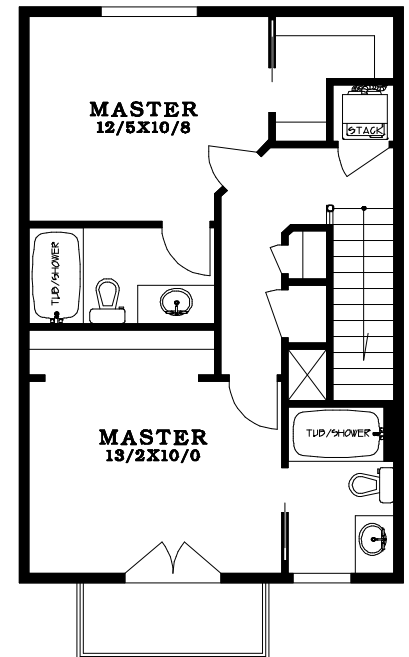 MASTER
12/5X10/8
STACK
TUB/SHOWER
MASTER
13/2X10/0
TUB/SHOWER